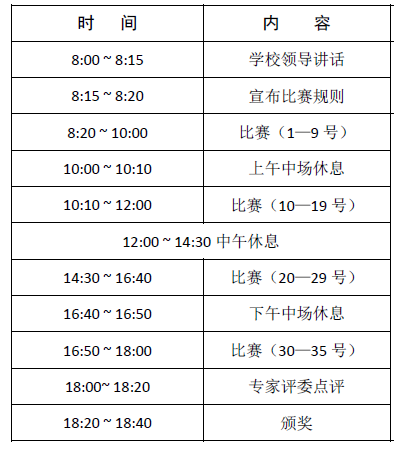 时 间 内 容
8:00 ~ 8:15 学校领导讲话
8:15 ~ 8:20 宣布比赛规则
8:20 ~ 10:00 比赛（1—9 号）
10:00 ~ 10:10 上午中场休息
10:10 ~ 12:00 比赛（10—19 号）
12:00 ~ 14:30 中午休息
14:30 ~ 16:40 比赛（20—29 号）
16:40 ~ 16:50 下午中场休息
16:50 ~ 18:00 比赛（30—35 号）
18:00~ 18:20 专家评委点评
18:20 ~ 18:40 颁奖